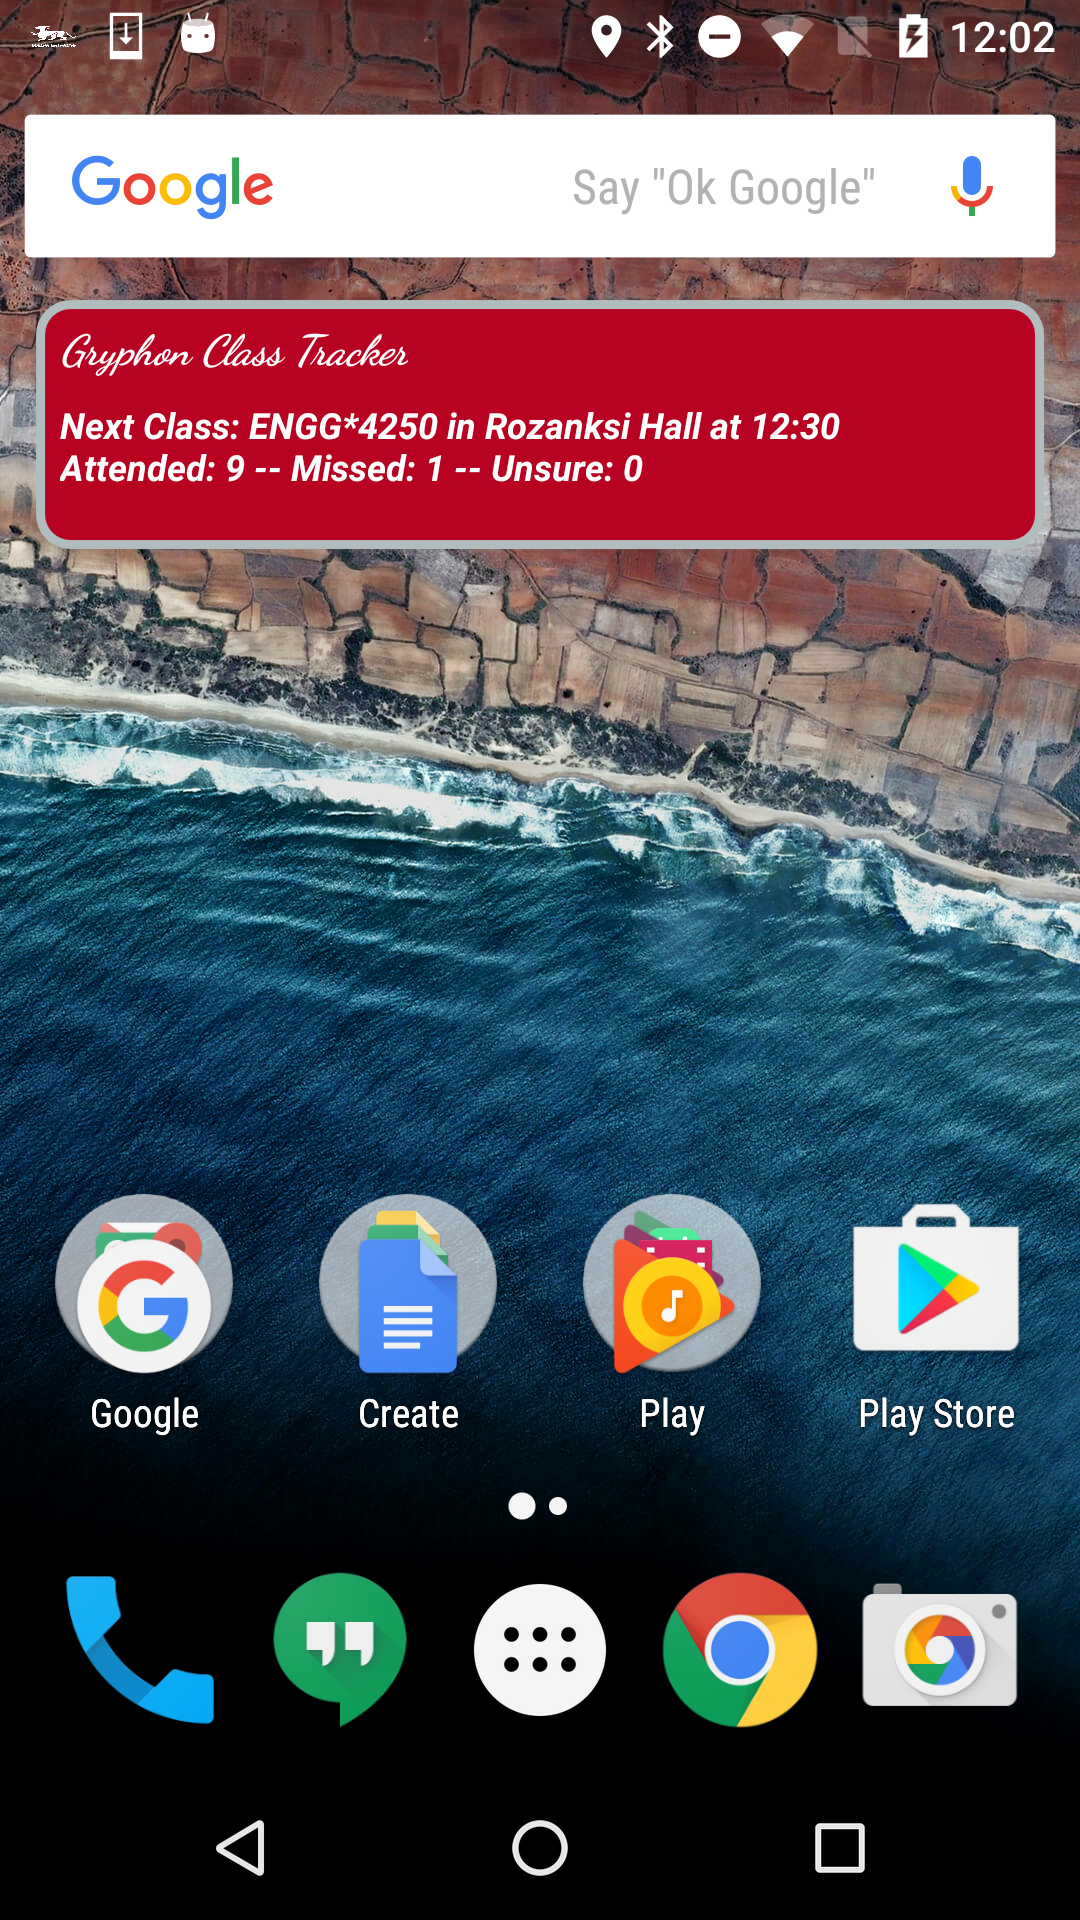 12:02
Google
Say "Ok Google"
Gryphon Class Tracker
Next Class: ENGG*4250 in Rozanksi Hall at 12:30
Attended: 9 -- Missed: 1 -- Unsure: 0
Google
Create
Play
Play Store